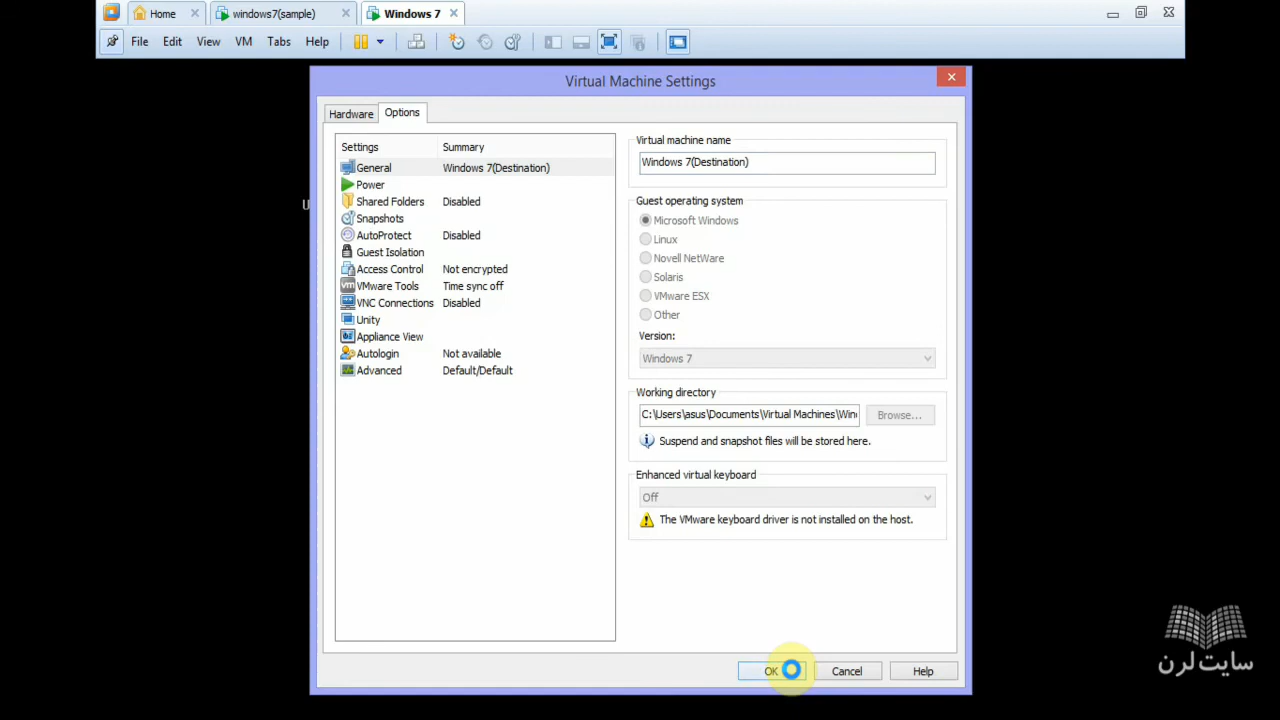 Home
windows7(sample)
Windows 7
File Edit View VM Tabs Help
Virtual Machine Settings
Hardware
Options
Settings Summary
General Windows 7(Destination)
Power
Shared Folders Disabled
Snapshots
AutoProtect Disabled
Guest Isolation
Access Control Not encrypted
VMware Tools Time sync off
VNC Connections Disabled
Unity
Appliance View
Autologin Not available
Advanced Default/Default
Virtual machine name
Windows 7(Destination)
Guest operating system
Microsoft Windows
Linux
Novell NetWare
Solaris
VMware ESX
Other
Version:
Windows 7
Working directory
C:\Users\asus\Documents\Virtual Machines\Win
Browse...
Suspend and snapshot files will be stored here.
Enhanced virtual keyboard
Off
The VMware keyboard driver is not installed on the host.
OK Cancel Help
U
سایت لرن